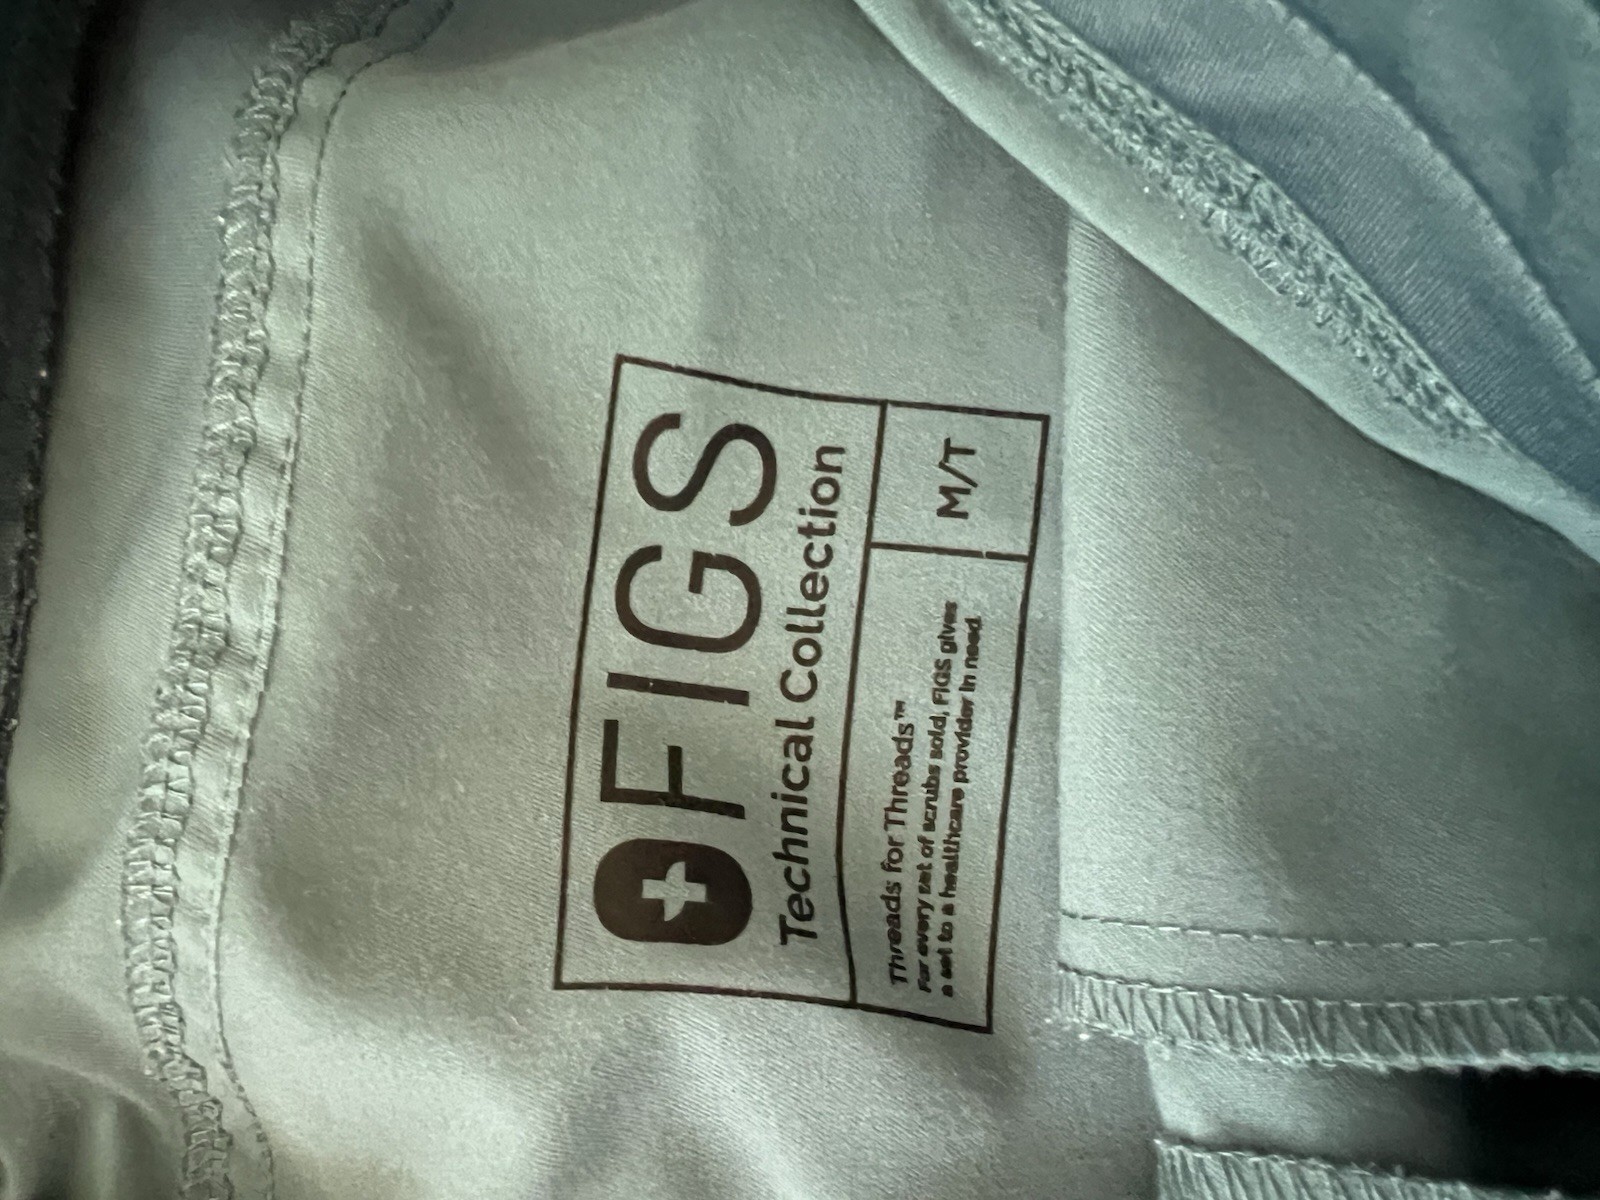 FIGS
Technical Collection
Threads for Threads™
For every set of scrubs sold, FIGS gives
a set to a healthcare provider in need.
M/T